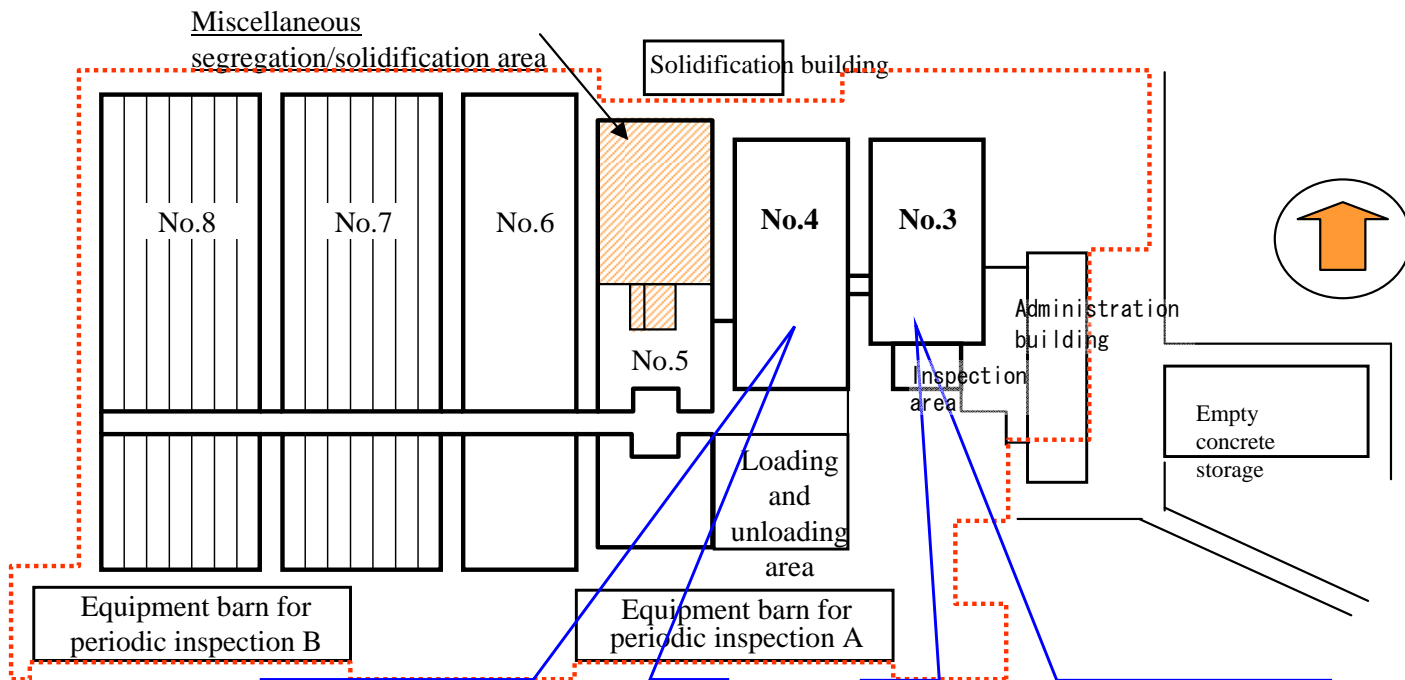 Miscellaneous
segregation/solidification area
Solidification building
No.8
No.7
No.6
No.5
No.4
No.3
Administration
building
Inspection
area
Empty
concrete
storage
Loading
and
unloading
area
Equipment barn for
periodic inspection B
Equipment barn for
periodic inspection A